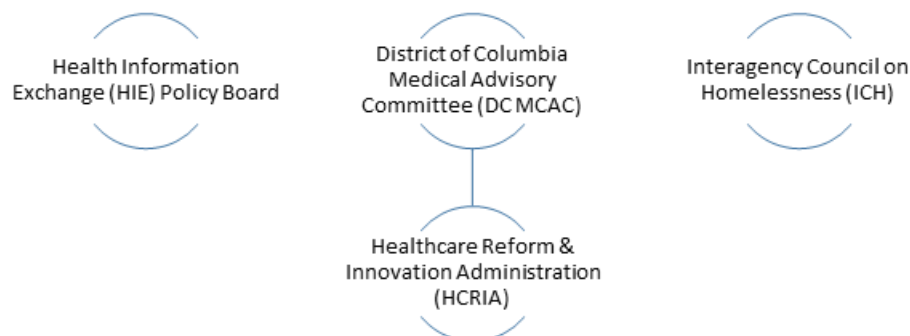 Health Information
Exchange (HIE) Policy Board
District of Columbia
Medical Advisory
Committee (DC MCAC)
Interagency Council on
Homelessness (ICH)
Healthcare Reform &
Innovation Administration
(HCRIA)